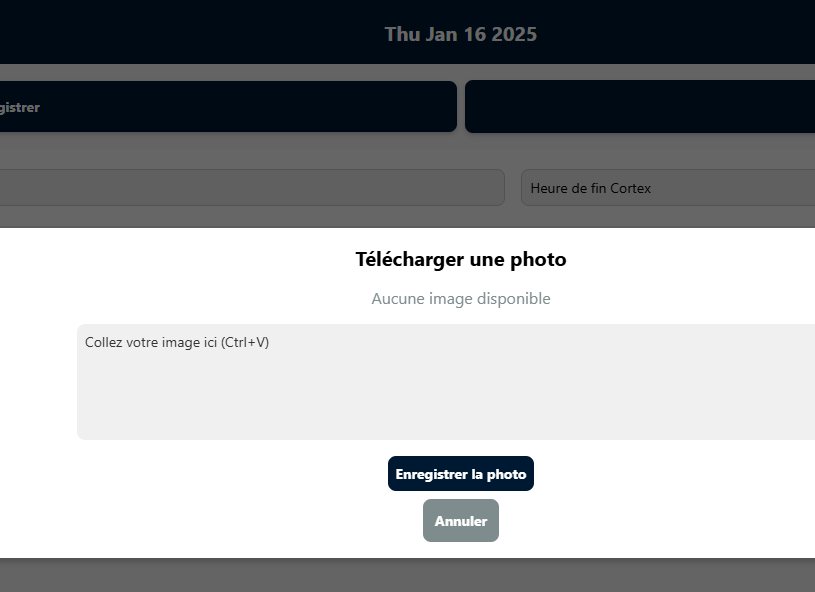 Thu Jan 16 2025
gistrer
Heure de fin Cortex
Télécharger une photo
Aucune image disponible
Collez votre image ici (Ctrl+V)
Enregistrer la photo
Annuler